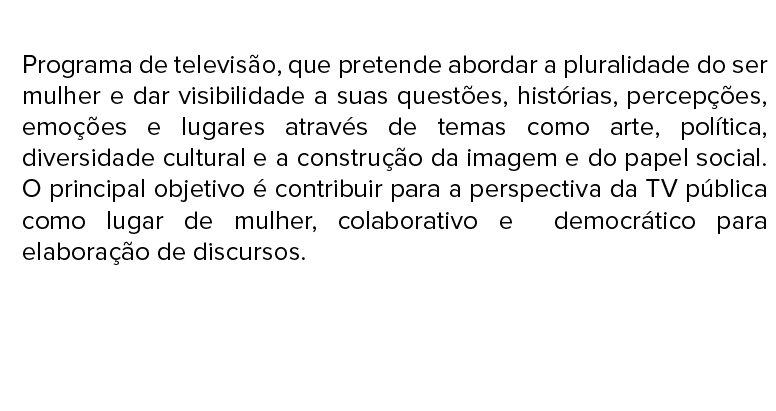 Programa de televisão, que pretende abordar a pluralidade do ser
mulher e dar visibilidade a suas questões, histórias, percepções,
emoções e lugares através de temas como arte, política,
diversidade cultural e a construção da imagem e do papel social.
O principal objetivo é contribuir para a perspectiva da TV pública
como lugar de mulher, colaborativo e democrático para
elaboração de discursos.